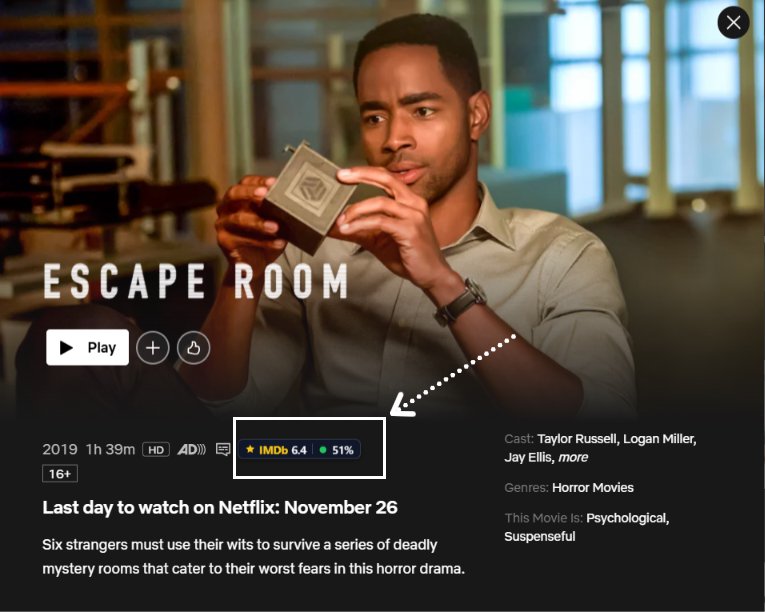 ESCAPE ROOM
Play
2019 1h 39m HD AD
IMDb 6.4 51%
16+
Last day to watch on Netflix: November 26
Six strangers must use their wits to survive a series of deadly
mystery rooms that cater to their worst fears in this horror drama.
Cast: Taylor Russell, Logan Miller,
Jay Ellis, more
Genres: Horror Movies
This Movie Is: Psychological,
Suspenseful